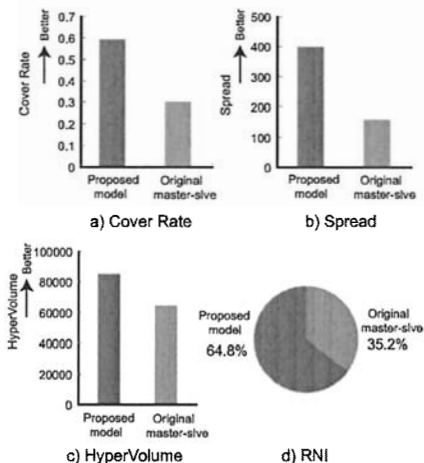 Cover Rate
Better
0.7
0.6
0.5
0.4
0.3
0.2
0.1
0
Proposed
model
Original
master-slve
a) Cover Rate
Spread
Better
500
400
300
200
100
0
Proposed
model
Original
master-slve
b) Spread
HyperVolume
Better
100000
80000
60000
40000
20000
0
Proposed
model
Original
master-slve
c) HyperVolume
Proposed
model
64.8%
Original
master-slve
35.2%
d) RNI